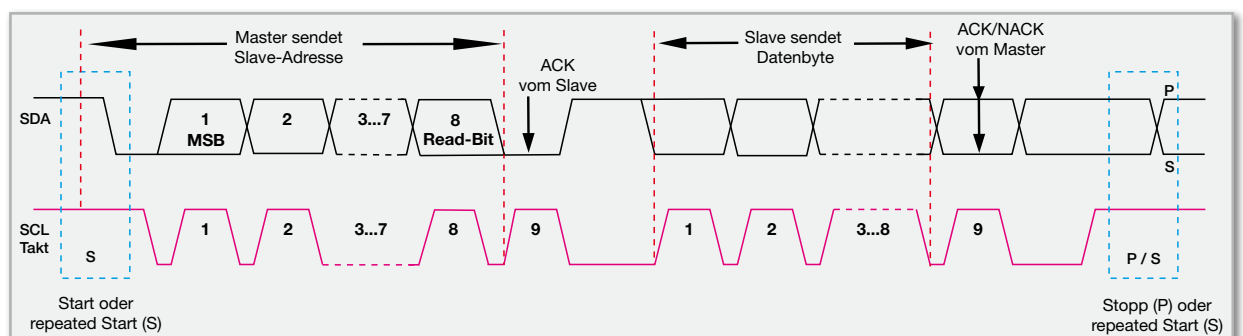 Master sendet
Slave-Adresse
ACK
vom Slave
Slave sendet
Datenbyte
ACK/NACK
vom Master
SDA
1
MSB
2
3...7
8
Read-Bit
P
S
SCL
Takt
S
1
2
3...7
8
9
1
2
3...8
9
P / S
Start oder
repeated Start (S)
Stopp (P) oder
repeated Start (S)